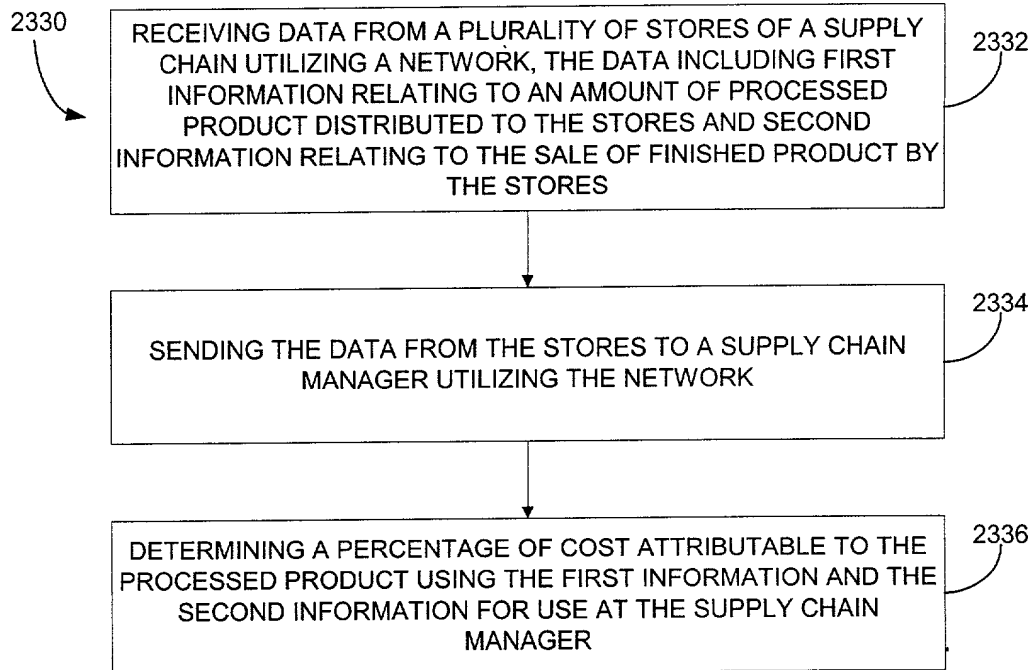 2330
RECEIVING DATA FROM A PLURALITY OF STORES OF A SUPPLY
CHAIN UTILIZING A NETWORK, THE DATA INCLUDING FIRST
INFORMATION RELATING TO AN AMOUNT OF PROCESSED
PRODUCT DISTRIBUTED TO THE STORES AND SECOND
INFORMATION RELATING TO THE SALE OF FINISHED PRODUCT BY
THE STORES
2332
SENDING THE DATA FROM THE STORES TO A SUPPLY CHAIN
MANAGER UTILIZING THE NETWORK
2334
DETERMINING A PERCENTAGE OF COST ATTRIBUTABLE TO THE
PROCESSED PRODUCT USING THE FIRST INFORMATION AND THE
SECOND INFORMATION FOR USE AT THE SUPPLY CHAIN
MANAGER
2336